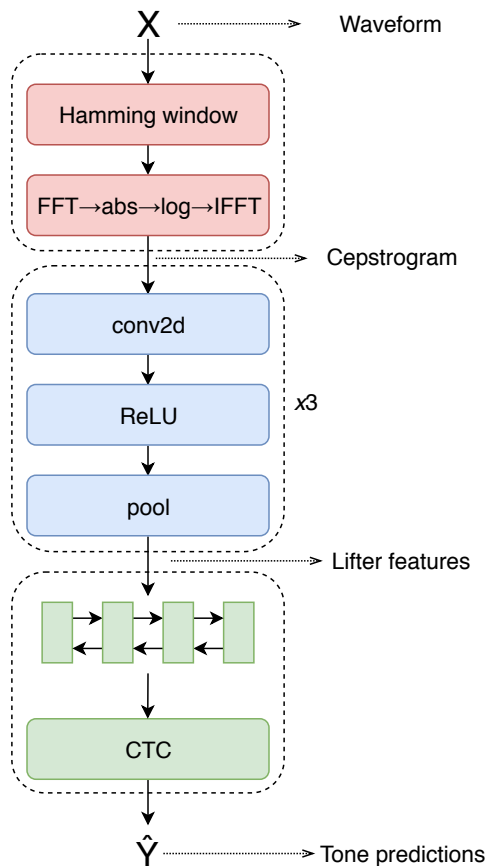 X Waveform
Hamming window
FFT→abs→log→IFFT
Cepstrogram
conv2d
ReLU
x3
pool
Lifter features
CTC
Ŷ Tone predictions